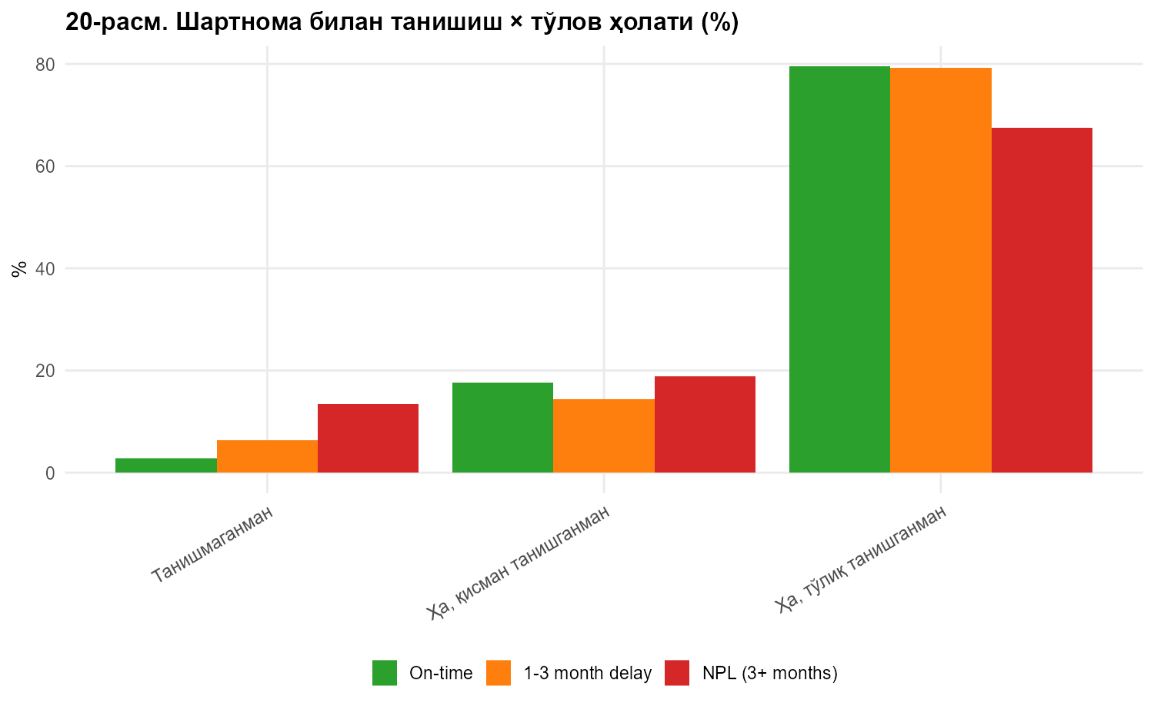 20-расм. Шартнома билан танишиш × тўлов ҳолати (%)
80
60
40
20
0
%
Танишмаганман
Ҳа, қисман танишганман
Ҳа, тўлиқ танишганман
On-time
1-3 month delay
NPL (3+ months)